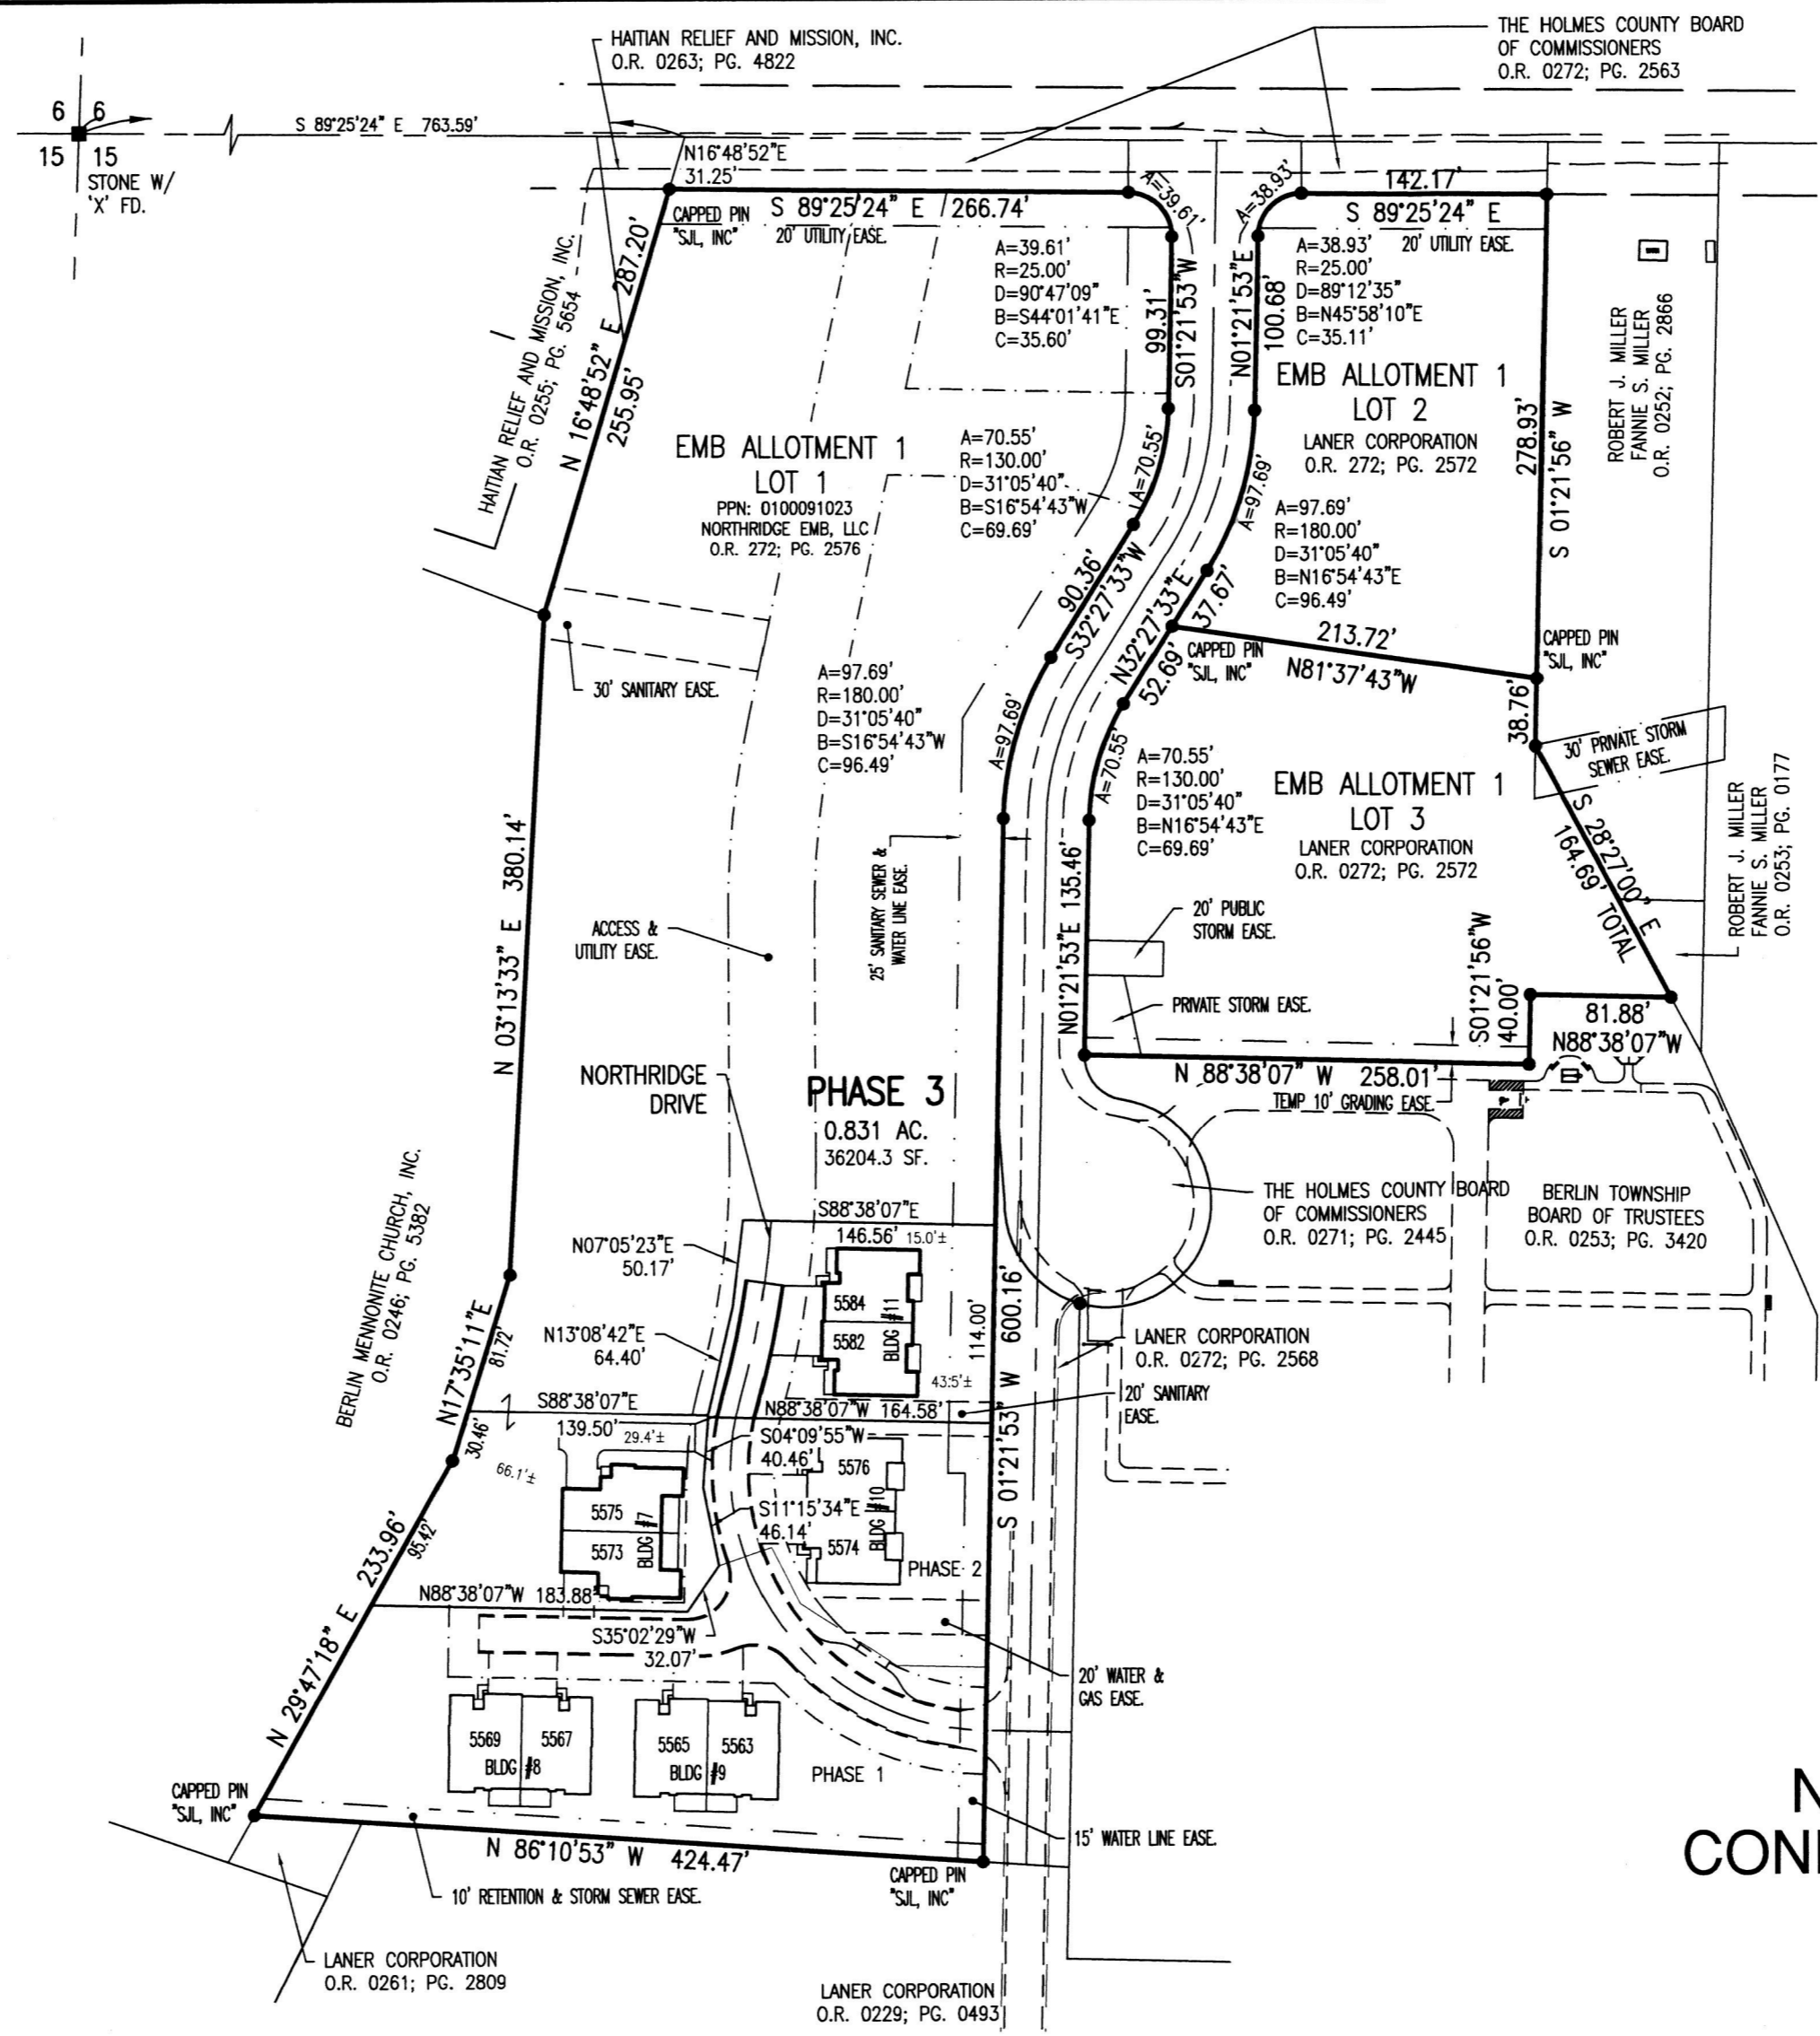 HAITIAN RELIEF AND MISSION, INC.
O.R. 0263; PG. 4822
THE HOLMES COUNTY BOARD
OF COMMISSIONERS
O.R. 0272; PG. 2563
6 6
15 15
STONE W/
'X' FD.
S 89°25'24" E 763.59'
N16°48'52"E
31.25'
CAPPED PIN
"SJL, INC"
S 89°25'24" E 266.74'
20' UTILITY EASE.
A=39.61'
A=38.93'
142.17'
S 89°25'24" E
20' UTILITY EASE.
A=39.61'
R=25.00'
D=90°47'09"
B=S44°01'41"E
C=35.60'
99.31'
S01°21'53"W
N01°21'53"E
100.68'
A=38.93'
R=25.00'
D=89°12'35"
B=N45°58'10"E
C=35.11'
HAITIAN RELIEF AND MISSION, INC.
O.R. 0255; PG. 5654
287.20'
N 16°48'52" E
255.95'
EMB ALLOTMENT 1
LOT 1
PPN: 0100091023
NORTHRIDGE EMB, LLC
O.R. 272; PG. 2576
A=70.55'
R=130.00'
D=31°05'40"
B=S16°54'43"W
C=69.69'
A=70.55'
A=97.69'
EMB ALLOTMENT 1
LOT 2
LANER CORPORATION
O.R. 272; PG. 2572
A=97.69'
R=180.00'
D=31°05'40"
B=N16°54'43"E
C=96.49'
278.93'
S 01°21'56" W
ROBERT J. MILLER
FANNIE S. MILLER
O.R. 0252; PG. 2866
90.36'
S32°27'33"W
N32°27'33"E
37.67'
52.69'
CAPPED PIN
"SJL, INC"
213.72'
N81°37'43"W
CAPPED PIN
"SJL, INC"
38.76'
30' SANITARY EASE.
A=97.69'
R=180.00'
D=31°05'40"
B=S16°54'43"W
C=96.49'
A=97.69'
A=70.55'
A=70.55'
R=130.00'
D=31°05'40"
B=N16°54'43"E
C=69.69'
EMB ALLOTMENT 1
LOT 3
LANER CORPORATION
O.R. 0272; PG. 2572
30' PRIVATE STORM
SEWER EASE.
S 28°27'00" E
164.69' TOTAL
ROBERT J. MILLER
FANNIE S. MILLER
O.R. 0253; PG. 0177
N 03°13'33" E 380.14'
ACCESS &
UTILITY EASE.
25' SANITARY SEWER &
WATER LINE EASE.
N01°21'53"E 135.46'
20' PUBLIC
STORM EASE.
PRIVATE STORM EASE.
S01°21'56"W
40.00'
81.88'
N88°38'07"W
N 88°38'07" W 258.01'
TEMP 10' GRADING EASE.
NORTHRIDGE
DRIVE
PHASE 3
0.831 AC.
36204.3 SF.
THE HOLMES COUNTY BOARD
OF COMMISSIONERS
O.R. 0271; PG. 2445
BERLIN TOWNSHIP
BOARD OF TRUSTEES
O.R. 0253; PG. 3420
BERLIN MENNONITE CHURCH, INC.
O.R. 0246; PG. 5382
S88°38'07"E
146.56' 15.0'±
N07°05'23"E
50.17'
5584
5582
BLDG #11
114.00'
S 01°21'53" W 600.16'
N13°08'42"E
64.40'
43.5'±
LANER CORPORATION
O.R. 0272; PG. 2568
N17°35'11"E
81.72'
30.46'
S88°38'07"E
139.50' 29.4'±
N88°38'07"W 164.58'
20' SANITARY
EASE.
S04°09'55"W
40.46'
66.1'±
5575
5573
BLDG #7
S11°15'34"E
46.14'
5576
5574
BLDG #10
PHASE 2
233.96'
95.42'
N 29°47'18" E
N88°38'07"W 183.88'
S35°02'29"W
32.07'
20' WATER &
GAS EASE.
5569 5567
BLDG #8
5565 5563
BLDG #9
PHASE 1
CAPPED PIN
"SJL, INC"
N 86°10'53" W 424.47'
CAPPED PIN
"SJL, INC"
15' WATER LINE EASE.
10' RETENTION & STORM SEWER EASE.
LANER CORPORATION
O.R. 0261; PG. 2809
LANER CORPORATION
O.R. 0229; PG. 0493